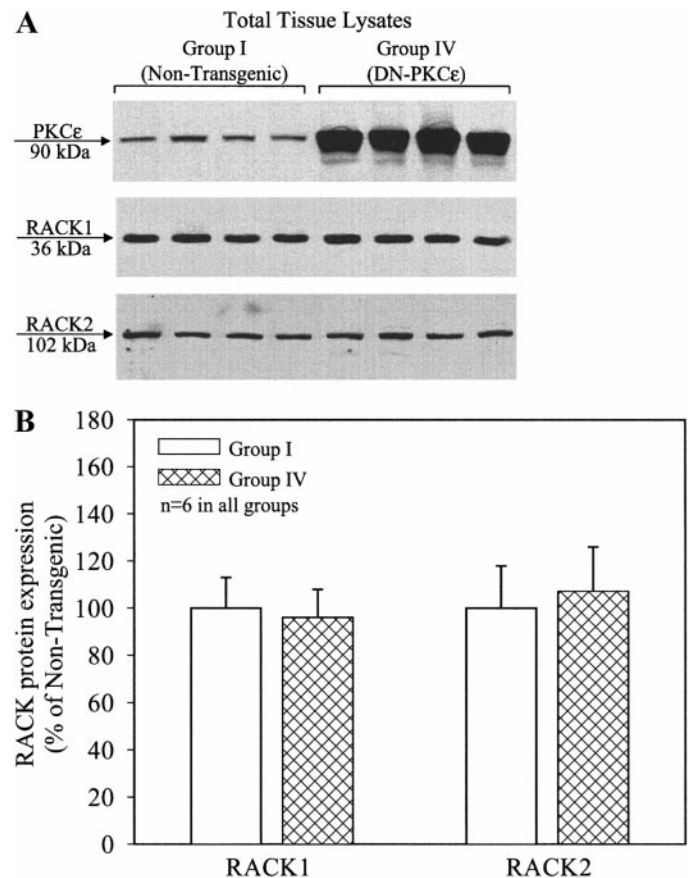 A
Total Tissue Lysates
Group I
(Non-Transgenic)
Group IV
(DN-PKCε)
PKCε
90 kDa
RACK1
36 kDa
RACK2
102 kDa
B
RACK protein expression
(% of Non-Transgenic)
180
160
140
120
100
80
60
40
20
0
Group I
Group IV
n=6 in all groups
RACK1
RACK2